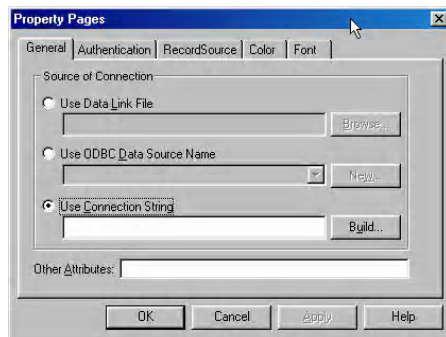 Property Pages
General Authentication RecordSource Color Font
Source of Connection
Use Data Link File
Browse...
Use ODBC Data Source Name
New...
Use Connection String
Build...
Other Attributes:
OK Cancel Apply Help